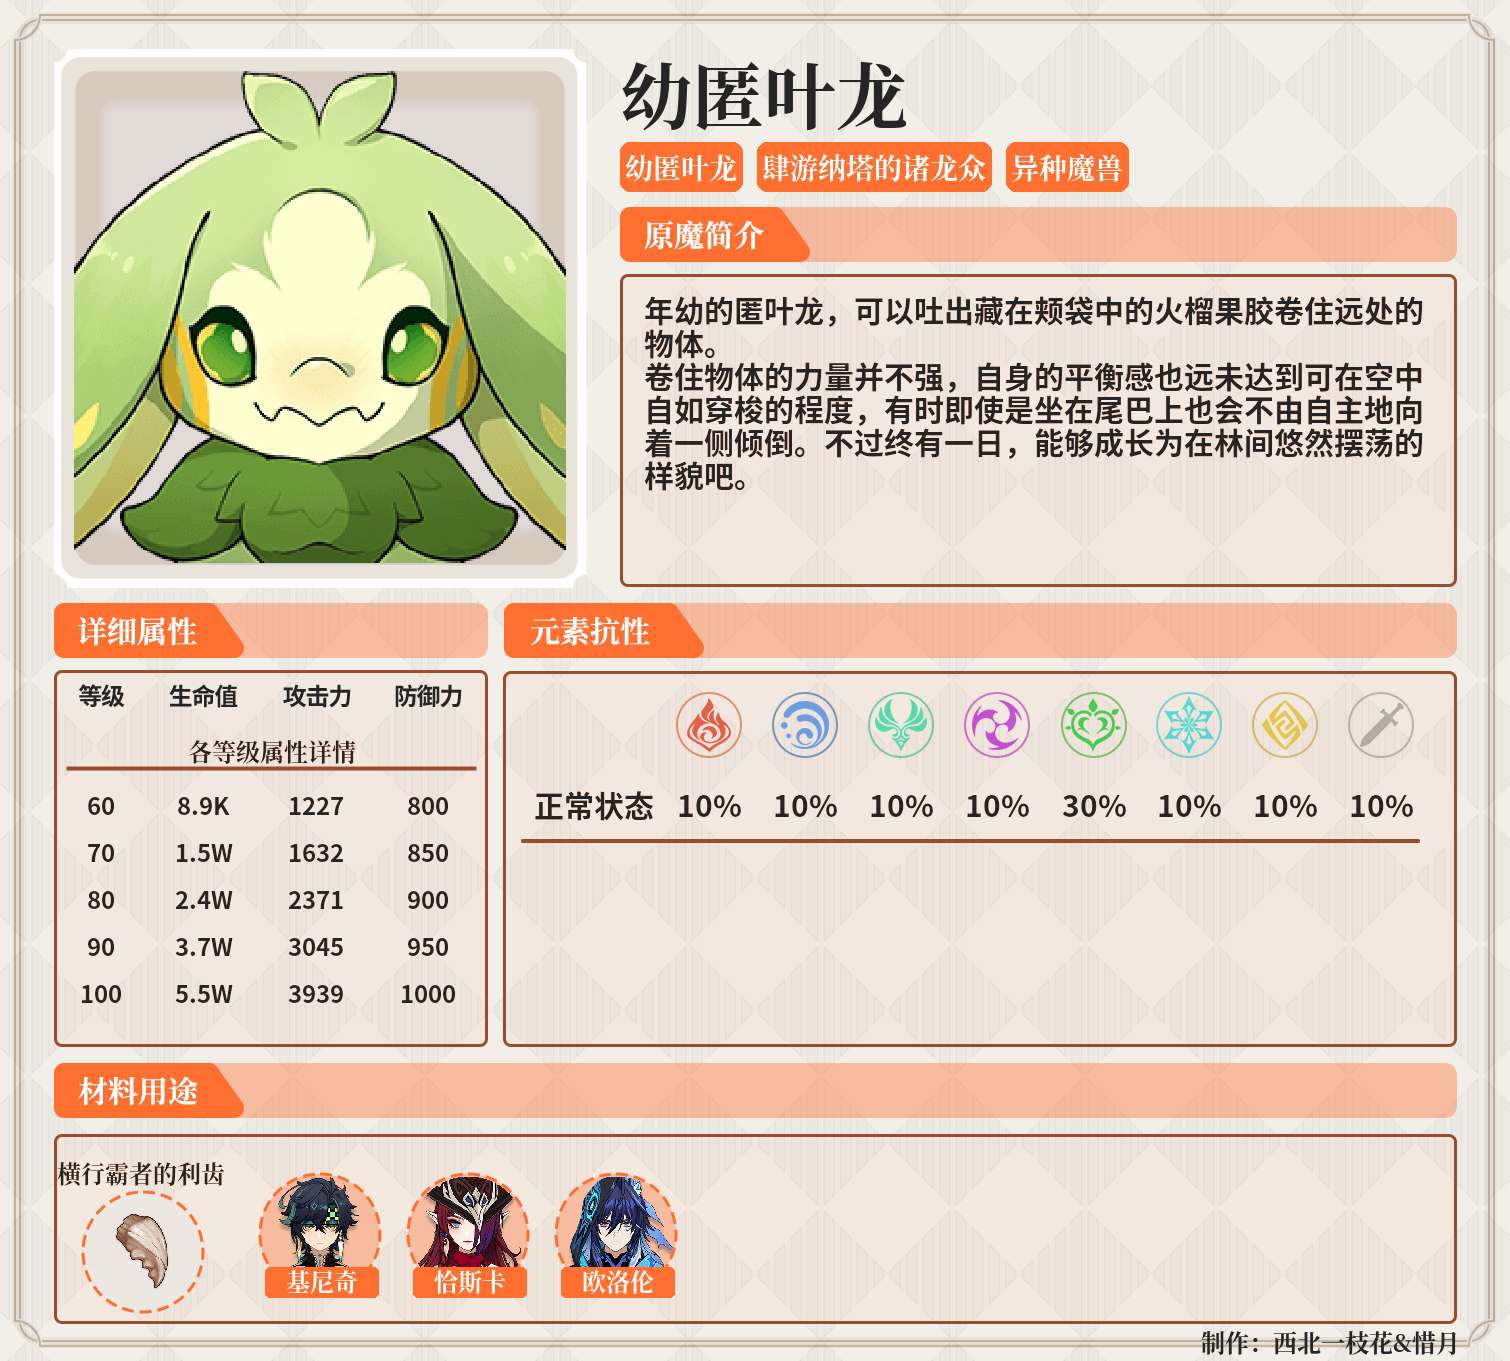 幼匿叶龙
幼匿叶龙 肆游纳塔的诸龙众 异种魔兽
原魔简介
年幼的匿叶龙，可以吐出藏在颊袋中的火榴果胶卷住远处的
物体。
卷住物体的力量并不强，自身的平衡感也远未达到可在空中
自如穿梭的程度，有时即使是坐在尾巴上也会不由自主地向
着一侧倾倒。不过终有一日，能够成长为在林间悠然摆荡的
样貌吧。
详细属性
等级 生命值 攻击力 防御力
各等级属性详情
60 8.9K 1227 800
70 1.5W 1632 850
80 2.4W 2371 900
90 3.7W 3045 950
100 5.5W 3939 1000
元素抗性
正常状态 10% 10% 10% 10% 30% 10% 10% 10%
材料用途
横行霸者的利齿
基尼奇 恰斯卡 欧洛伦
制作：西北一枝花&惜月